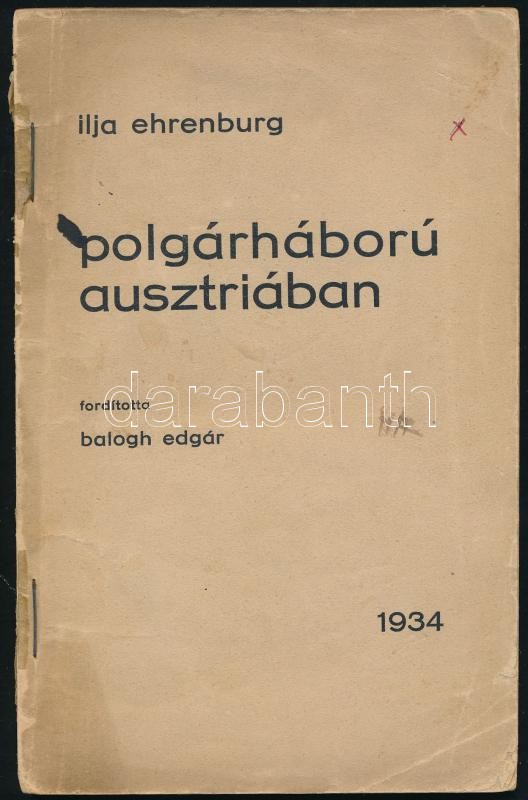 ilja ehrenburg
polgárháború
ausztriában
fordította
darabanth
balogh edgár
1934